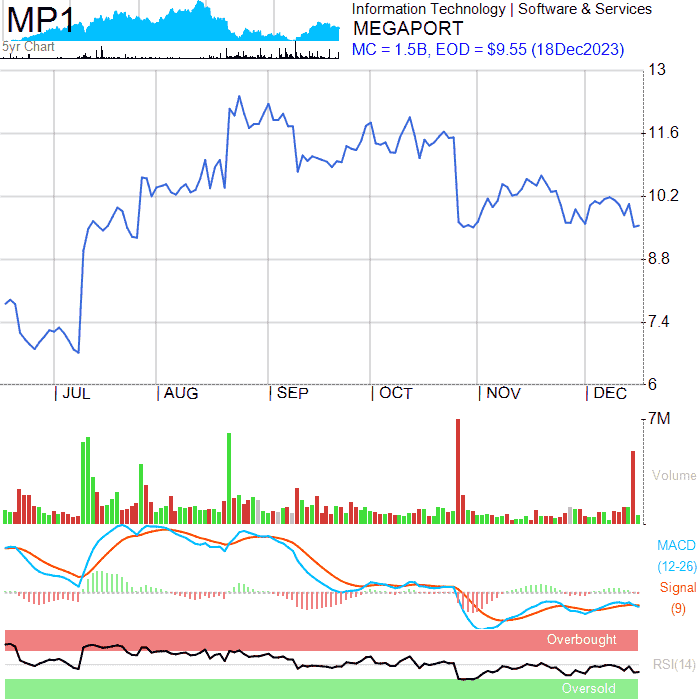 MP1
5yr Chart
Information Technology | Software & Services
MEGAPORT
MC = 1.5B, EOD = $9.55 (18Dec2023)
13
11.6
10.2
8.8
7.4
6
JUL AUG SEP OCT NOV DEC
7M
Volume
MACD
(12-26)
Signal
(9)
Overbought
RSI(14)
Oversold